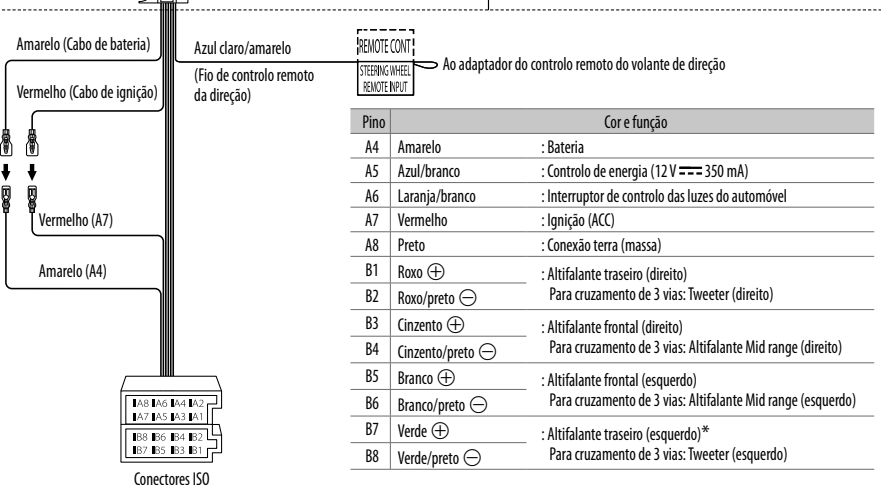 Amarelo (Cabo de bateria)
Vermelho (Cabo de ignição)
Azul claro/amarelo
(Fio de controlo remoto
da direção)
REMOTE CONT
STEERING WHEEL
REMOTE INPUT
Ao adaptador do controlo remoto do volante de direção
Vermelho (A7)
Amarelo (A4)
A8 A6 A4 A2
A7 A5 A3 A1
B8 B6 B4 B2
B7 B5 B3 B1
Conectores ISO
Pino Cor e função
A4 Amarelo : Bateria
A5 Azul/branco : Controlo de energia (12 V ⎓ 350 mA)
A6 Laranja/branco : Interruptor de controlo das luzes do automóvel
A7 Vermelho : Ignição (ACC)
A8 Preto : Conexão terra (massa)
B1 Roxo ⊕ : Altifalante traseiro (direito)
B2 Roxo/preto ⊖ Para cruzamento de 3 vias: Tweeter (direito)
B3 Cinzento ⊕ : Altifalante frontal (direito)
B4 Cinzento/preto ⊖ Para cruzamento de 3 vias: Altifalante Mid range (direito)
B5 Branco ⊕ : Altifalante frontal (esquerdo)
B6 Branco/preto ⊖ Para cruzamento de 3 vias: Altifalante Mid range (esquerdo)
B7 Verde ⊕ : Altifalante traseiro (esquerdo)*
B8 Verde/preto ⊖ Para cruzamento de 3 vias: Tweeter (esquerdo)